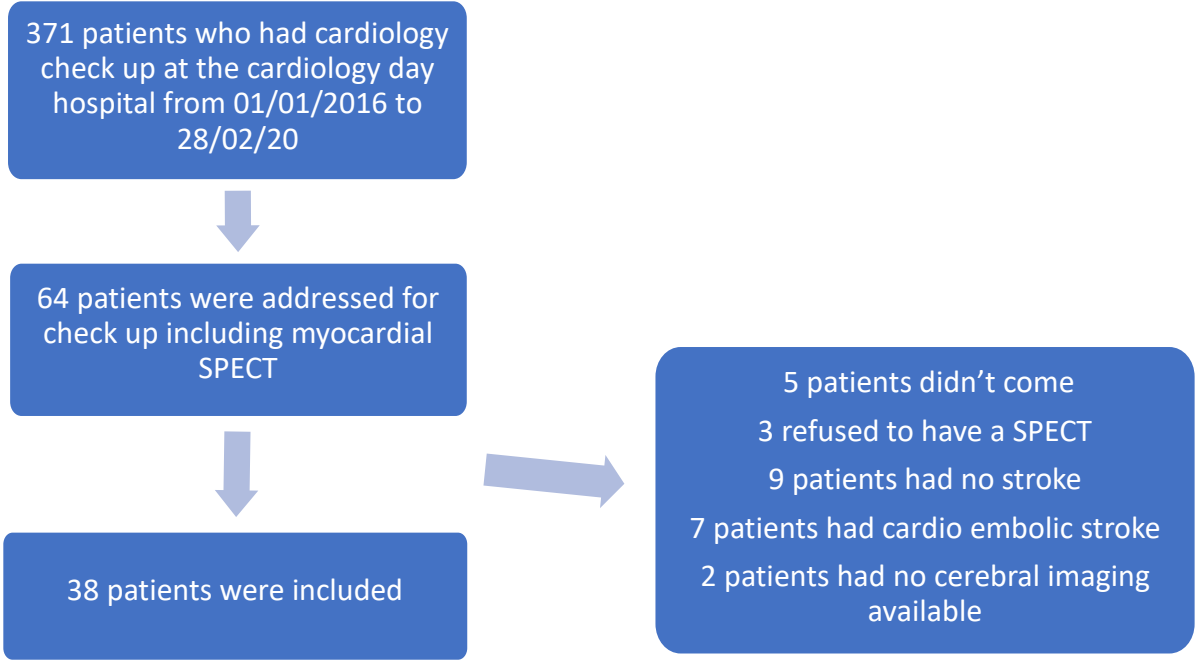 371 patients who had cardiology
check up at the cardiology day
hospital from 01/01/2016 to
28/02/20
64 patients were addressed for
check up including myocardial
SPECT
5 patients didn’t come
3 refused to have a SPECT
9 patients had no stroke
7 patients had cardio embolic stroke
2 patients had no cerebral imaging
available
38 patients were included